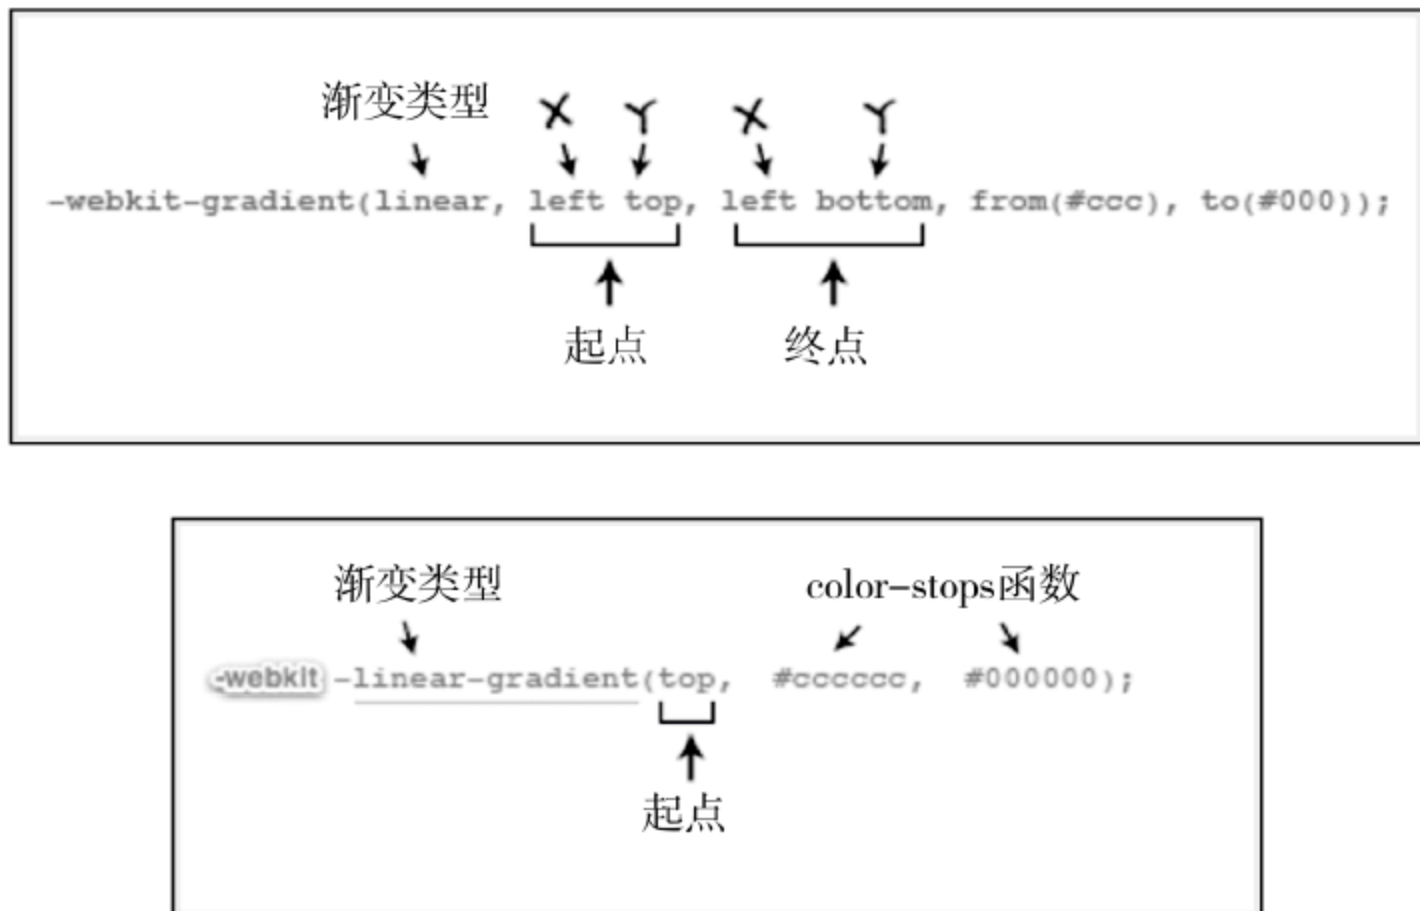 渐变类型 X Y X Y
-webkit-gradient(linear, left top, left bottom, from(#ccc), to(#000));
起点 终点
渐变类型 color-stops函数
-webkit -linear-gradient(top, #cccccc, #000000);
起点